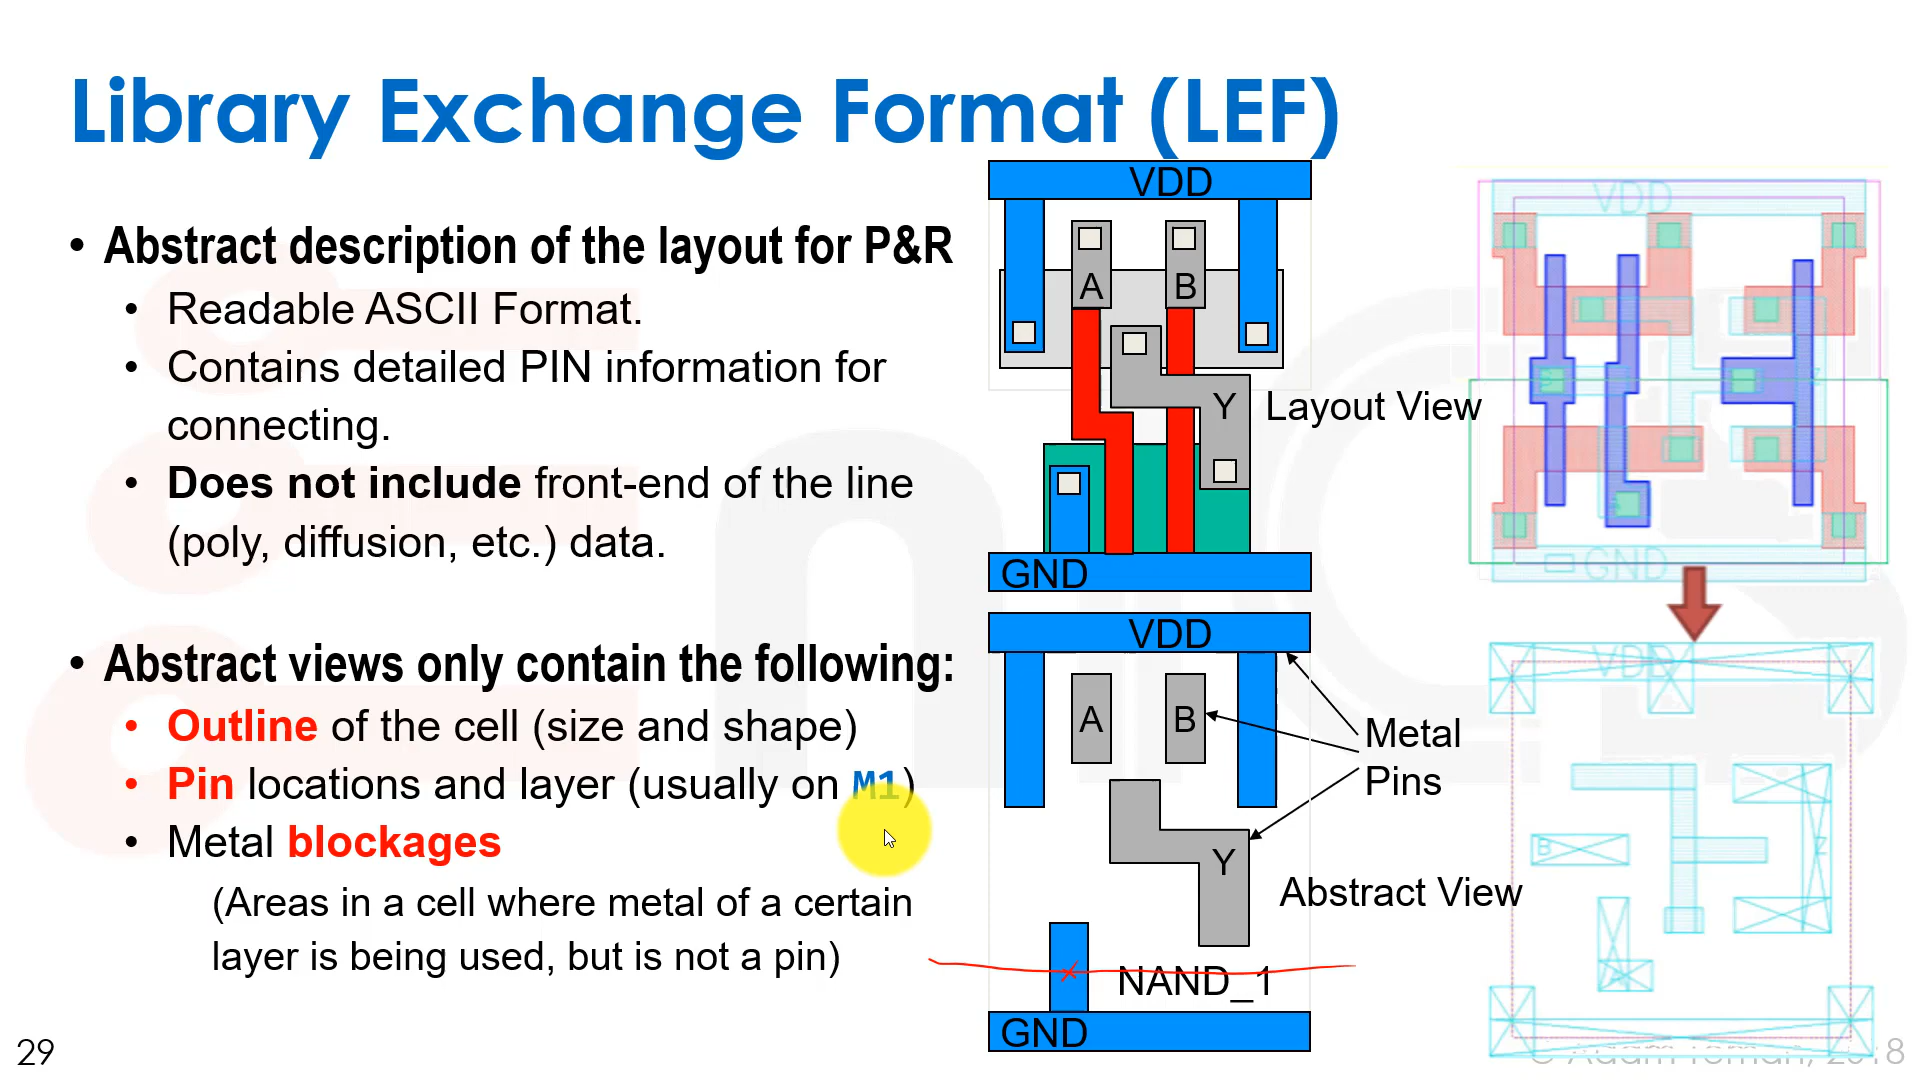 Library Exchange Format (LEF)
• Abstract description of the layout for P&R
• Readable ASCII Format.
• Contains detailed PIN information for
connecting.
• Does not include front-end of the line
(poly, diffusion, etc.) data.
• Abstract views only contain the following:
• Outline of the cell (size and shape)
• Pin locations and layer (usually on M1)
• Metal blockages
(Areas in a cell where metal of a certain
layer is being used, but is not a pin)
VDD
A
B
Y
Layout View
GND
VDD
A
B
Metal
Pins
Y
Abstract View
NAND_1
GND
VDD
GND
VDD
B
Z
A
29